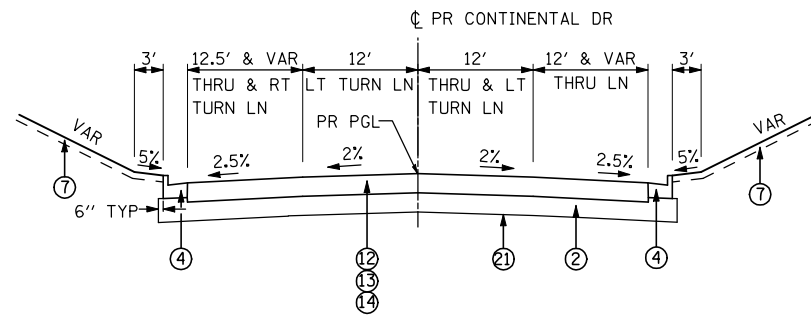 ℄ PR CONTINENTAL DR
3' 12.5' & VAR 12' 12' 12' & VAR 3'
THRU & RT LT TURN LN THRU & LT THRU LN
TURN LN TURN LN
PR PGL
VAR VAR
5% 2.5% 2% 2% 2.5% 5%
7 7
6" TYP
4 12 21 2 4
13
14